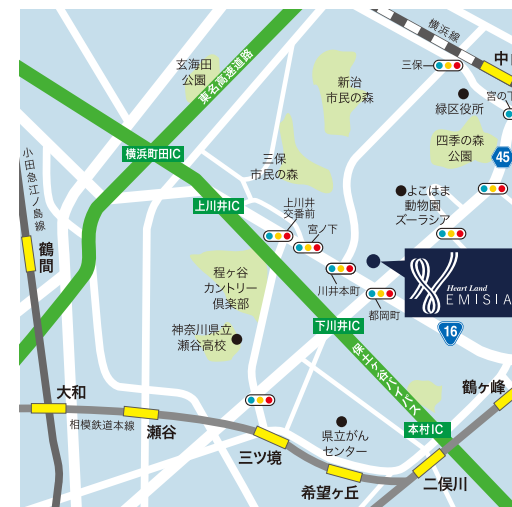 横浜線
三保
中山
玄海田
公園
東名高速道路
新治
市民の森
緑区役所
宮の下
四季の森
公園
45
横浜町田IC
小田急江ノ島線
三保
市民の森
よこはま
動物園
ズーラシア
上川井IC
上川井
交番前
宮ノ下
鶴間
程ヶ谷
カントリー
倶楽部
川井本町
Heart Land
EMISIA
都岡町
神奈川県立
瀬谷高校
下川井IC
16
保土ヶ谷バイパス
大和
鶴ヶ峰
相模鉄道本線
瀬谷
本村IC
県立がん
センター
三ツ境
希望ヶ丘
二俣川